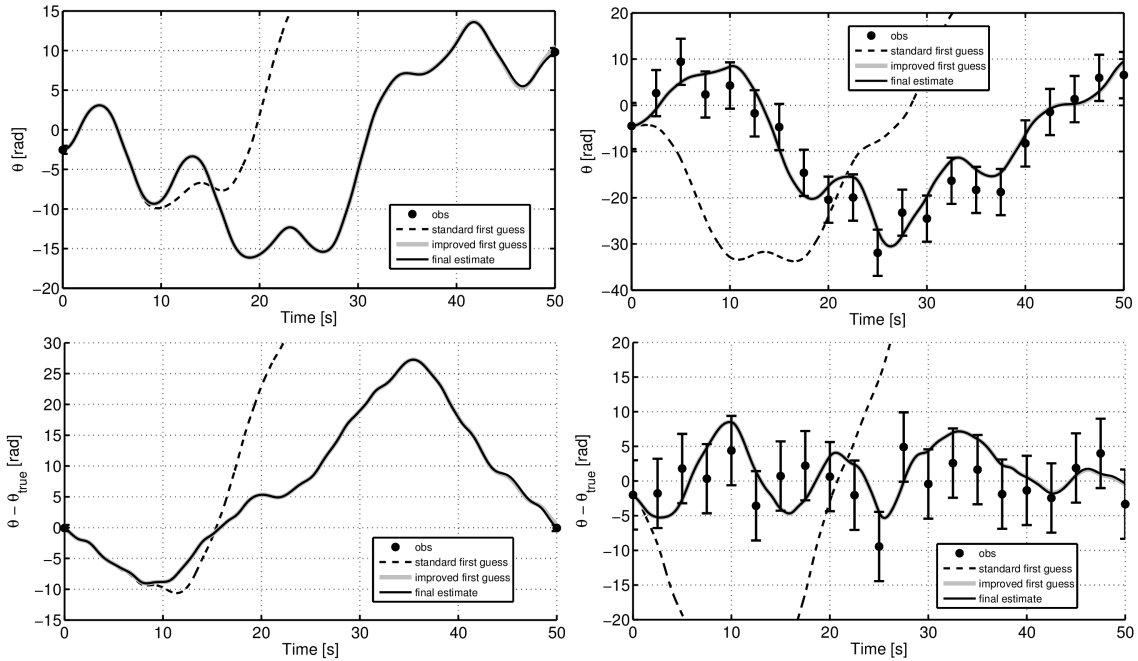 15
10
5
0
−5
−10
−15
−20
θ [rad]
0
10
20
30
40
50
Time [s]
obs
standard first guess
improved first guess
final estimate
20
10
0
−10
−20
−30
−40
θ [rad]
0
10
20
30
40
50
Time [s]
obs
standard first guess
improved first guess
final estimate
30
25
20
15
10
5
0
−5
−10
−15
θ − θtrue [rad]
0
10
20
30
40
50
Time [s]
obs
standard first guess
improved first guess
final estimate
20
15
10
5
0
−5
−10
−15
−20
θ − θtrue [rad]
0
10
20
30
40
50
Time [s]
obs
standard first guess
improved first guess
final estimate